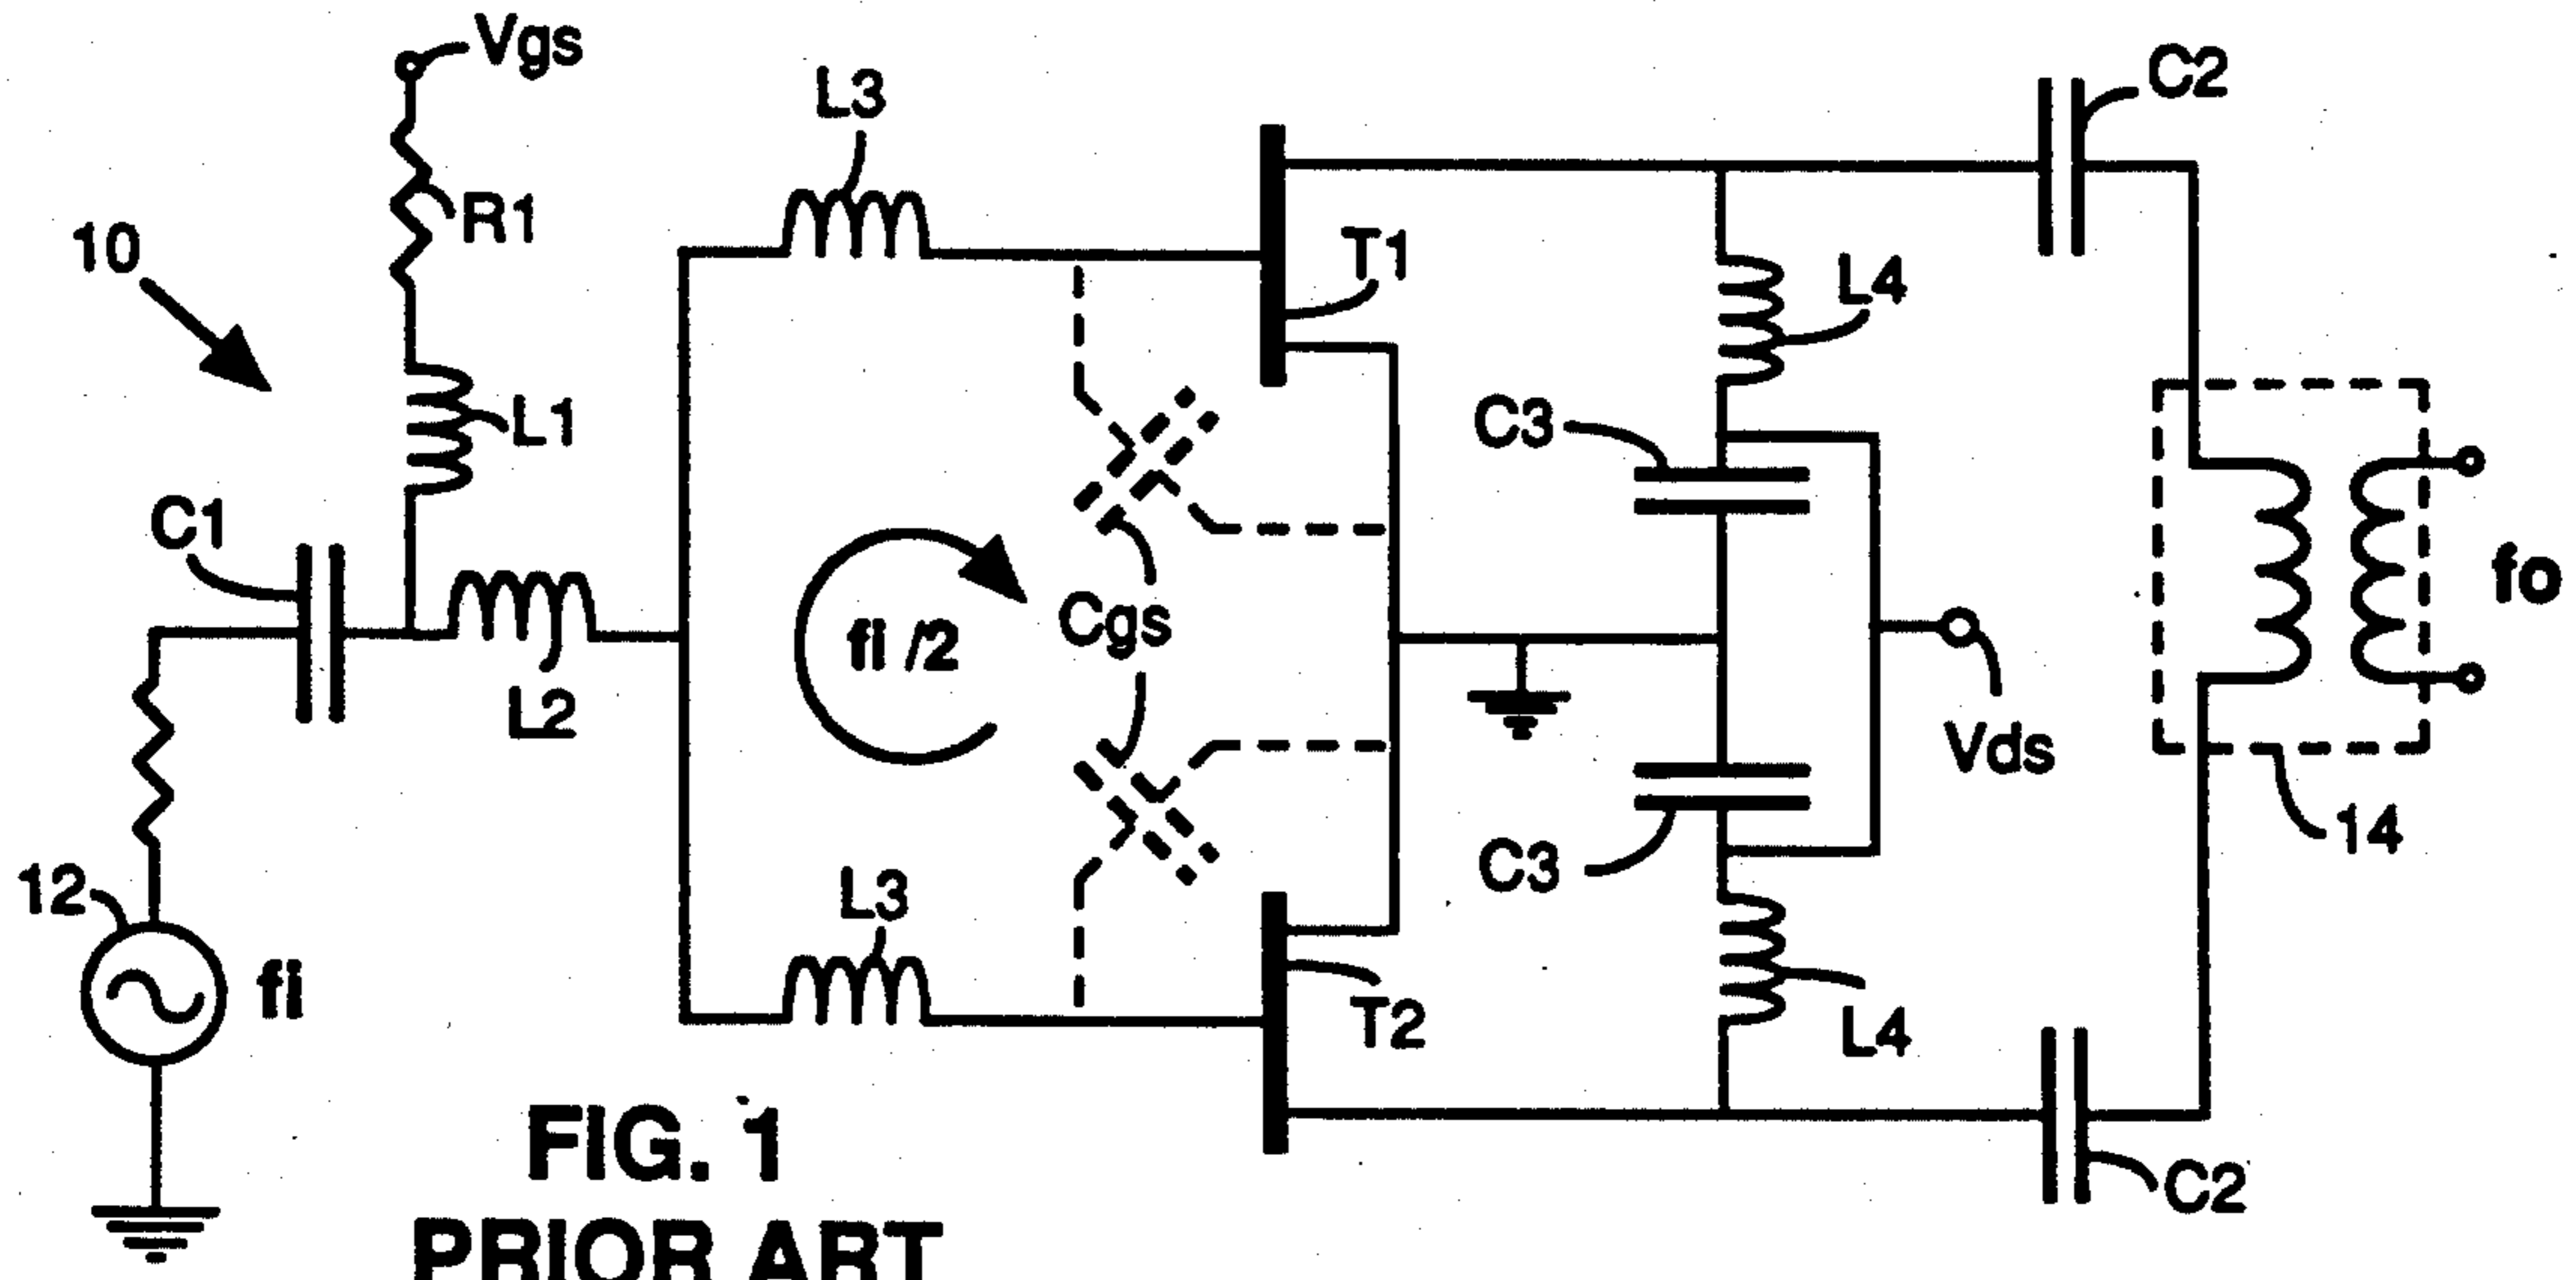 Vgs
L3
C2
R1
10
T1
L4
L1
C3
C1
fi /2
Cgs
fo
L2
Vds
14
C3
12
L3
fi
T2
L4
FIG. 1
C2
PRIOR ART